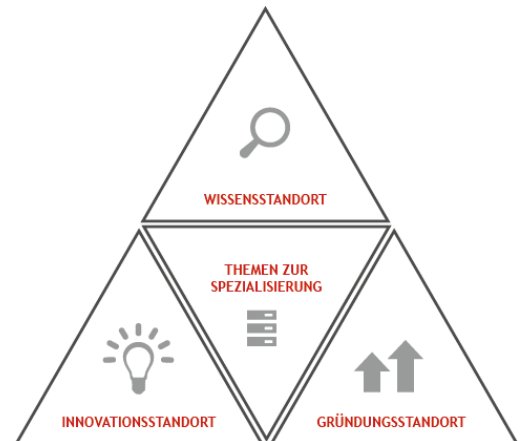 WISSENSSTANDORT
THEMEN ZUR
SPEZIALISIERUNG
INNOVATIONSSTANDORT
GRÜNDUNGSSTANDORT